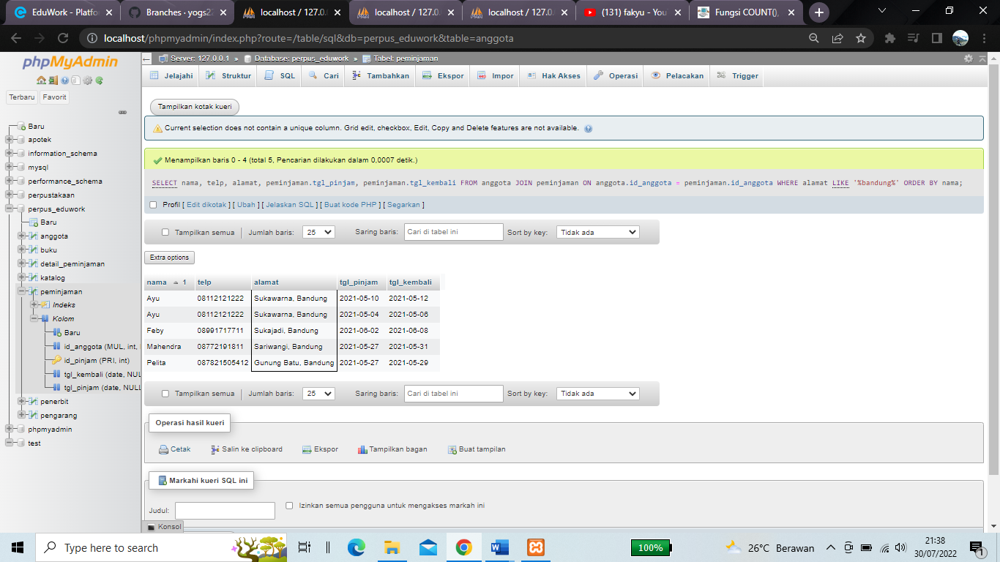 EduWork - Platfo
Branches · yogs22
localhost / 127.0.
localhost / 127.0.
localhost / 127.0.
(131) fakyu - You
Fungsi COUNT(),
localhost/phpmyadmin/index.php?route=/table/sql&db=perpus_eduwork&table=anggota
phpMyAdmin
Terbaru Favorit
Baru
apotek
information_schema
mysql
performance_schema
perpustakaan
perpus_eduwork
Baru
anggota
buku
detail_peminjaman
katalog
peminjaman
Indeks
Kolom
Baru
id_anggota (MUL, int,
id_pinjam (PRI, int)
tgl_kembali (date, NUL
tgl_pinjam (date, NULL
penerbit
pengarang
phpmyadmin
test
Server: 127.0.0.1 » Database: perpus_eduwork » Tabel: peminjaman
Jelajahi Struktur SQL Cari Tambahkan Ekspor Impor Hak Akses Operasi Pelacakan Trigger
Tampilkan kotak kueri
Current selection does not contain a unique column. Grid edit, checkbox, Edit, Copy and Delete features are not available.
Menampilkan baris 0 - 4 (total 5, Pencarian dilakukan dalam 0,0007 detik.)
SELECT nama, telp, alamat, peminjaman.tgl_pinjam, peminjaman.tgl_kembali FROM anggota JOIN peminjaman ON anggota.id_anggota = peminjaman.id_anggota WHERE alamat LIKE '%bandung%' ORDER BY nama;
Profil [ Edit dikotak ] [ Ubah ] [ Jelaskan SQL ] [ Buat kode PHP ] [ Segarkan ]
Tampilkan semua | Jumlah baris: 25 Saring baris: Cari di tabel ini Sort by key: Tidak ada
Extra options
nama 1 telp alamat tgl_pinjam tgl_kembali
Ayu 08112121222 Sukawarna, Bandung 2021-05-10 2021-05-12
Ayu 08112121222 Sukawarna, Bandung 2021-05-04 2021-05-06
Feby 08991717711 Sukajadi, Bandung 2021-06-02 2021-06-08
Mahendra 08772191811 Sariwangi, Bandung 2021-05-27 2021-05-31
Pelita 087821505412 Gunung Batu, Bandung 2021-05-27 2021-05-29
Tampilkan semua | Jumlah baris: 25 Saring baris: Cari di tabel ini Sort by key: Tidak ada
Operasi hasil kueri
Cetak Salin ke clipboard Ekspor Tampilkan bagan Buat tampilan
Markahi kueri SQL ini
Judul: Izinkan semua pengguna untuk mengakses markah ini
Konsol
Type here to search
100%
26°C Berawan
21:38
30/07/2022
1